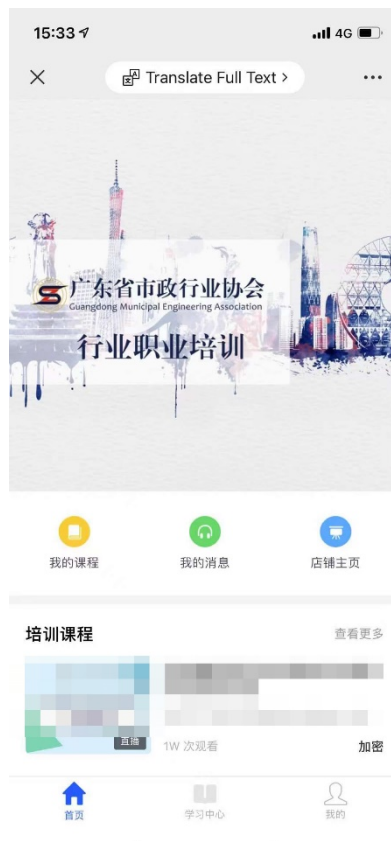 15:33
4G
Translate Full Text >
广东省市政行业协会
Guangdong Municipal Engineering Association
行业职业培训
我的课程
我的消息
店铺主页
培训课程
查看更多
直播
1W 次观看
加密
首页
学习中心
我的